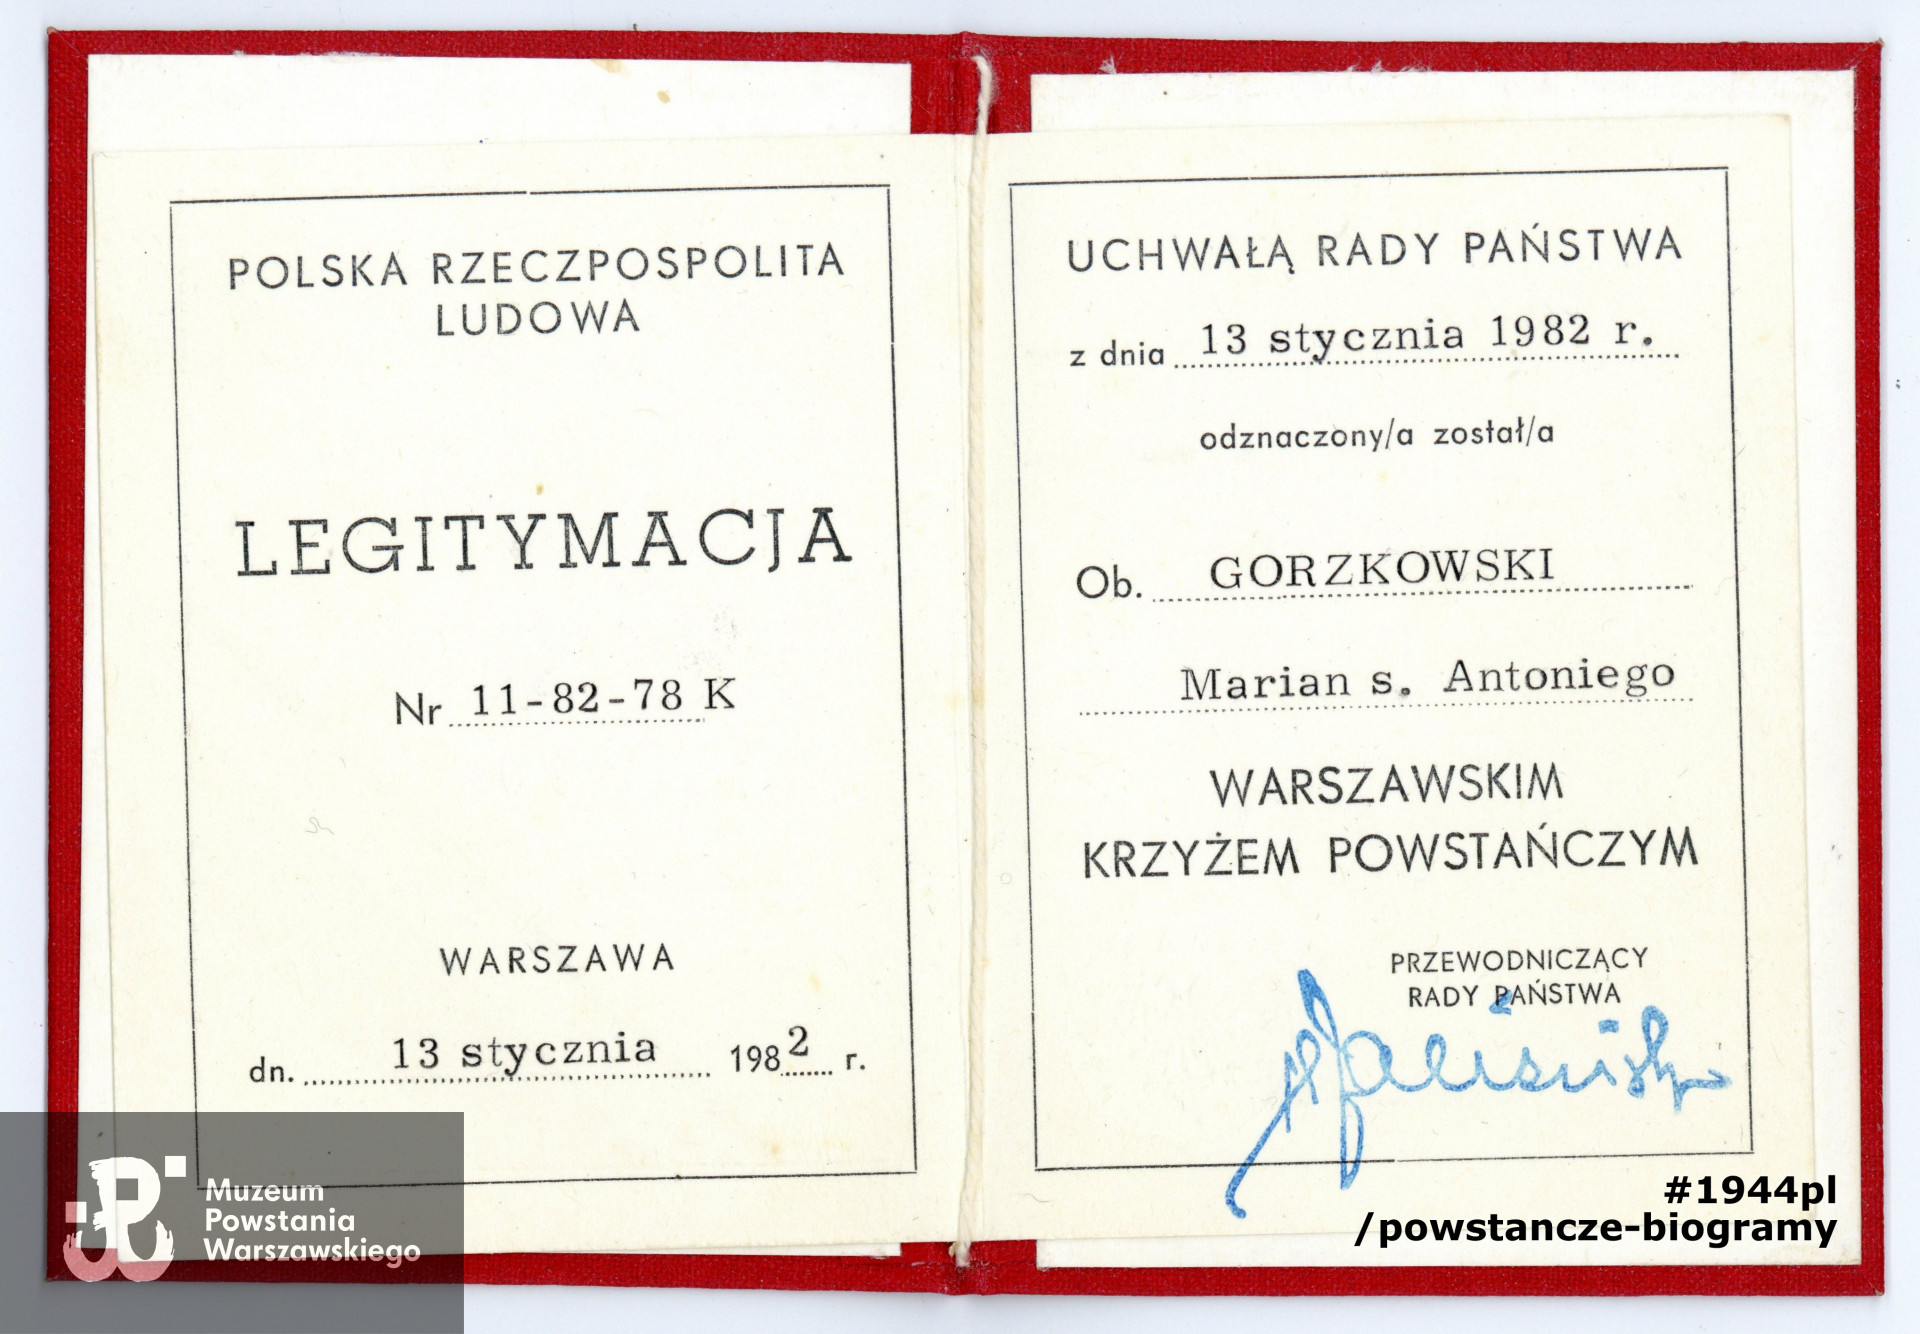 POLSKA RZECZPOSPOLITA
LUDOWA
LEGITYMACJA
Nr 11-82-78 K
WARSZAWA
dn. 13 stycznia 1982 r.
UCHWAŁĄ RADY PAŃSTWA
z dnia 13 stycznia 1982 r.
odznaczony/a został/a
Ob. GORZKOWSKI
Marian s. Antoniego
WARSZAWSKIM
KRZYŻEM POWSTAŃCZYM
PRZEWODNICZĄCY
RADY PAŃSTWA
Muzeum
Powstania
Warszawskiego
#1944pl
/powstancze-biogramy